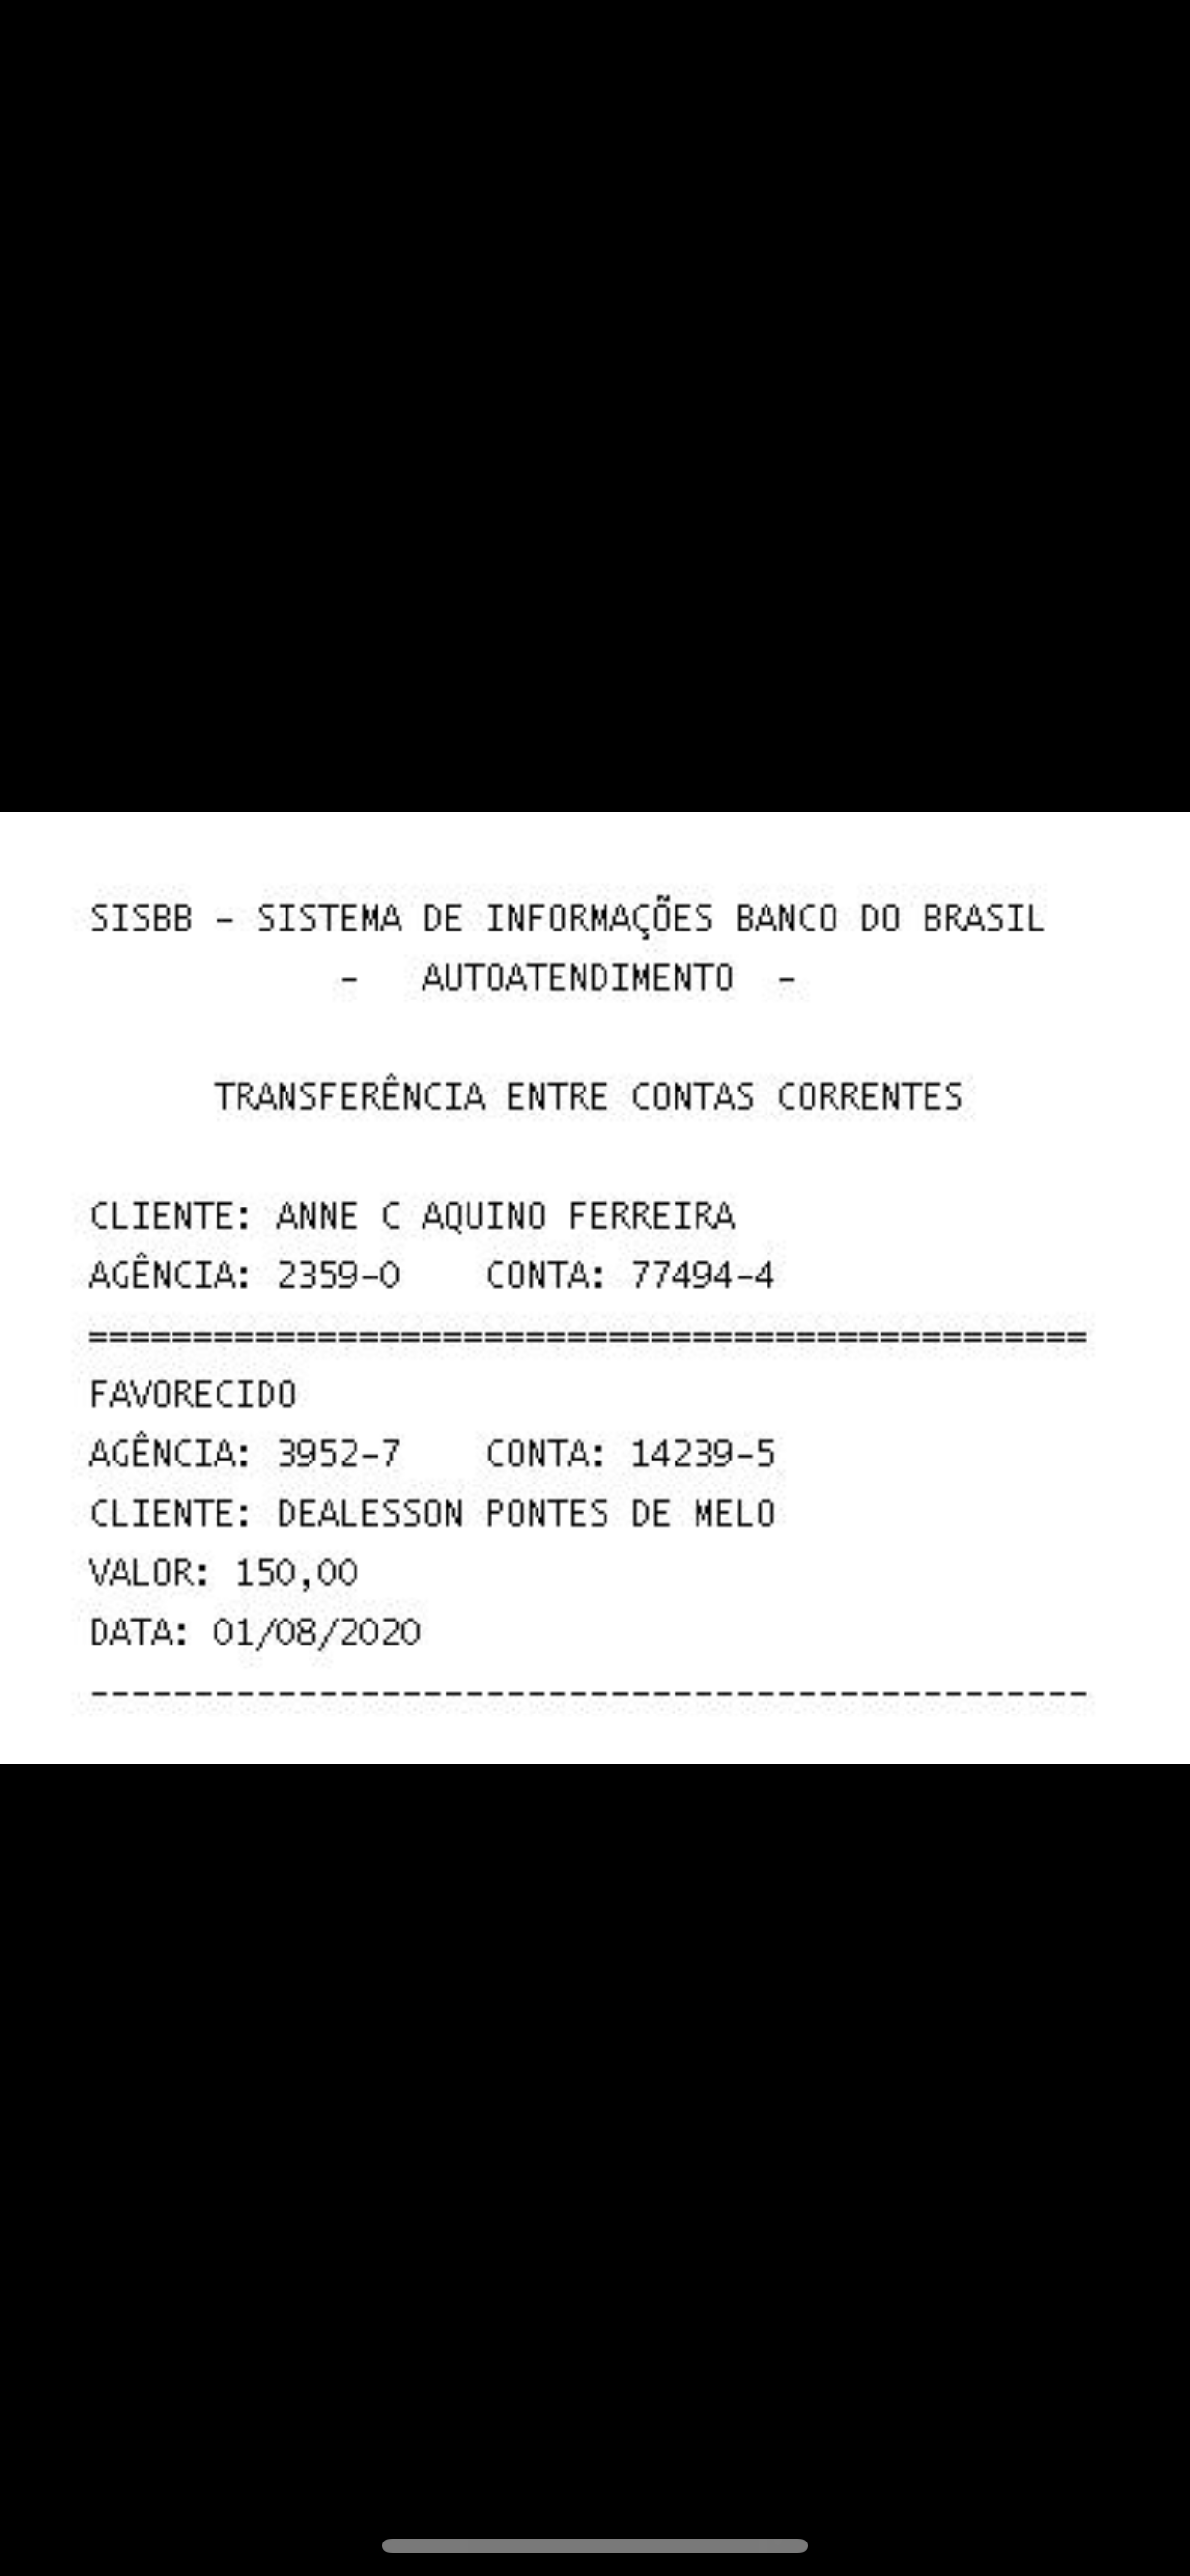 SISBB – SISTEMA DE INFORMAÇÕES BANCO DO BRASIL
– AUTOATENDIMENTO –
TRANSFERÊNCIA ENTRE CONTAS CORRENTES
CLIENTE: ANNE C AQUINO FERREIRA
AGÊNCIA: 2359-0 CONTA: 77494-4
================================================
FAVORECIDO
AGÊNCIA: 3952-7 CONTA: 14239-5
CLIENTE: DEALESSON PONTES DE MELO
VALOR: 150,00
DATA: 01/08/2020
------------------------------------------------